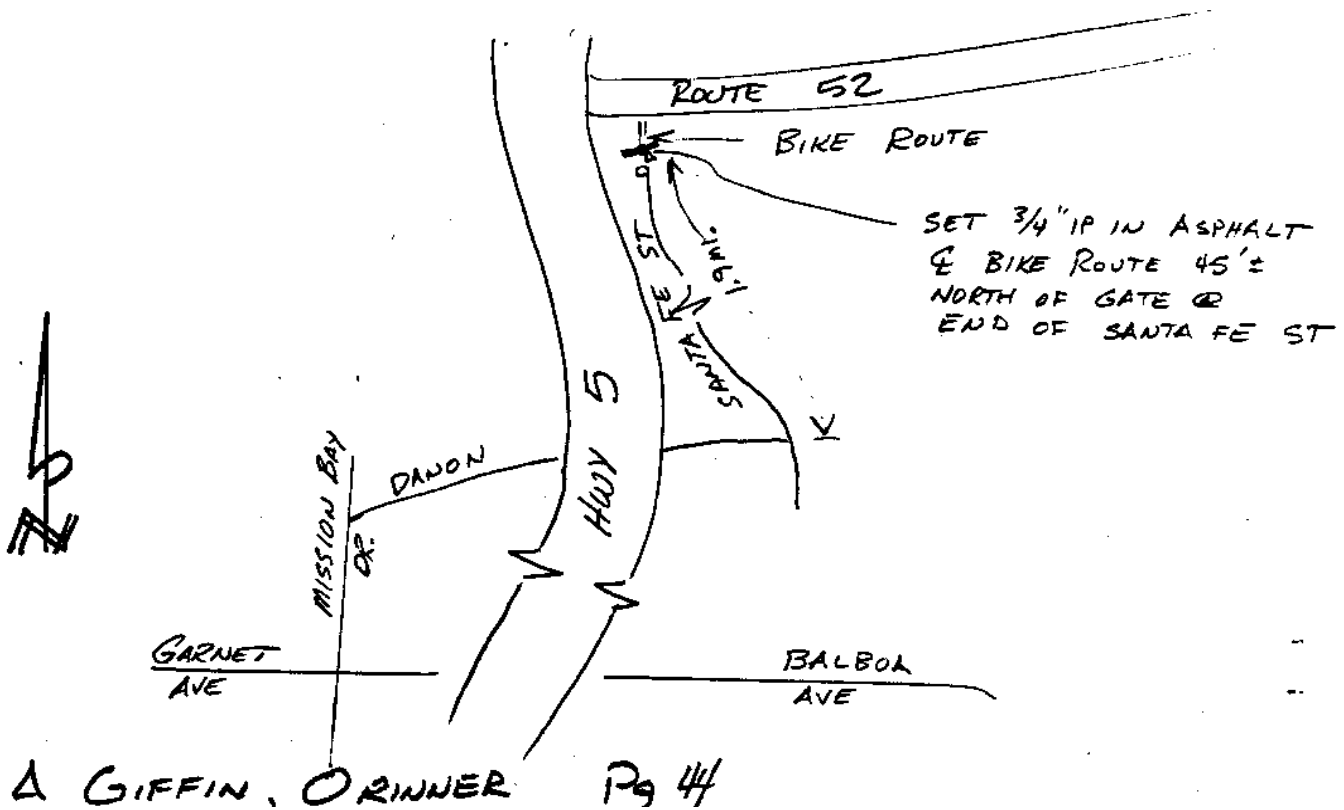 ROUTE 52
BIKE ROUTE
SET 3/4" IP IN ASPHALT
℄ BIKE ROUTE 45'±
NORTH OF GATE @
END OF SANTA FE ST
1.9 MI.
SANTA FE ST
HWY 5
DANON
MISSION BAY
DR.
N
GARNET
AVE
BALBOA
AVE
Δ GIFFIN, O RINNER Pg 44